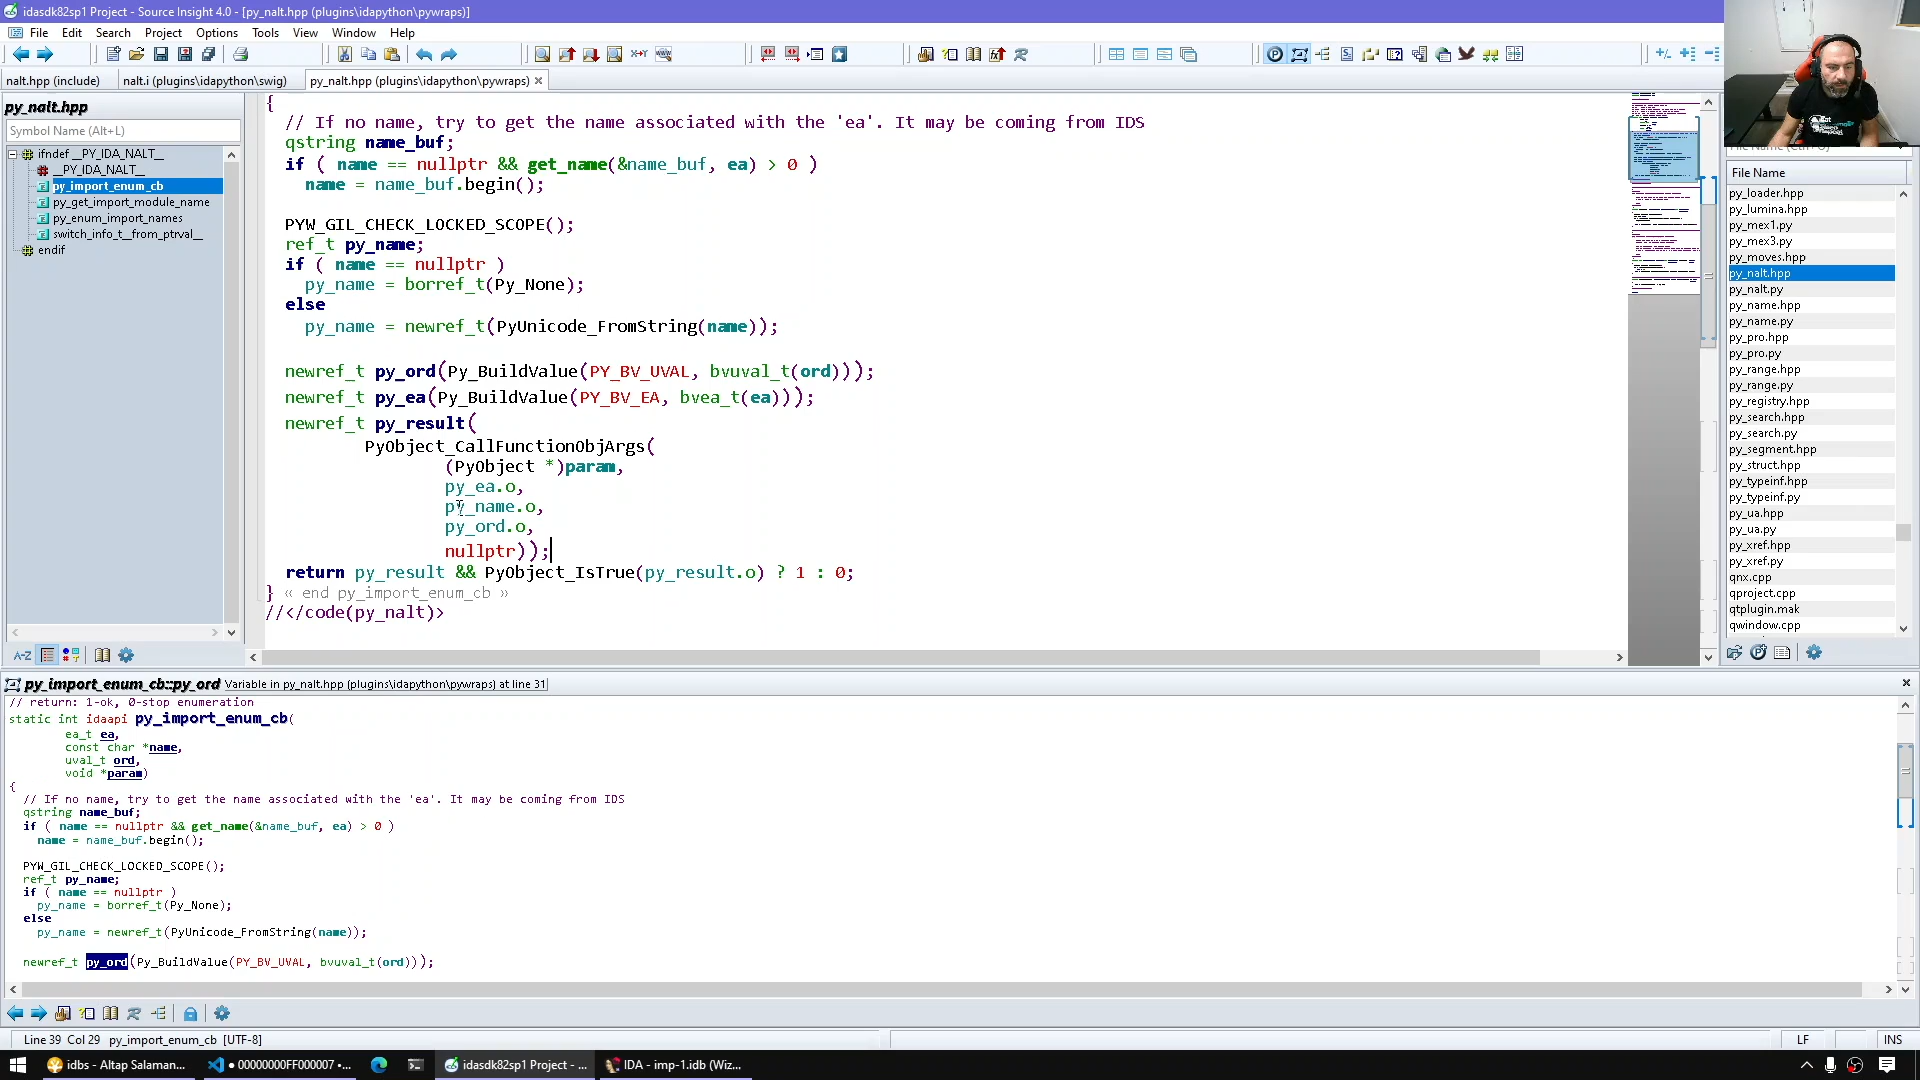 idasdk82sp1 Project - Source Insight 4.0 - [py_nalt.hpp (plugins\idapython\pywraps)]
File Edit Search Project Options Tools View Window Help
nalt.hpp (include) nalt.i (plugins\idapython\swig) py_nalt.hpp (plugins\idapython\pywraps)
py_nalt.hpp
Symbol Name (Alt+L)
ifndef __PY_IDA_NALT__
__PY_IDA_NALT__
py_import_enum_cb
py_get_import_module_name
py_enum_import_names
switch_info_t__from_ptrval__
endif
A-Z
{
// If no name, try to get the name associated with the 'ea'. It may be coming from IDS
qstring name_buf;
if ( name == nullptr && get_name(&name_buf, ea) > 0 )
name = name_buf.begin();
PYW_GIL_CHECK_LOCKED_SCOPE();
ref_t py_name;
if ( name == nullptr )
py_name = borref_t(Py_None);
else
py_name = newref_t(PyUnicode_FromString(name));
newref_t py_ord(Py_BuildValue(PY_BV_UVAL, bvuval_t(ord)));
newref_t py_ea(Py_BuildValue(PY_BV_EA, bvea_t(ea)));
newref_t py_result(
PyObject_CallFunctionObjArgs(
(PyObject *)param,
py_ea.o,
py_name.o,
py_ord.o,
nullptr));
return py_result && PyObject_IsTrue(py_result.o) ? 1 : 0;
} « end py_import_enum_cb »
//</code(py_nalt)>
File Name
py_loader.hpp
py_lumina.hpp
py_mex1.py
py_mex3.py
py_moves.hpp
py_nalt.hpp
py_nalt.py
py_name.hpp
py_name.py
py_pro.hpp
py_pro.py
py_range.hpp
py_range.py
py_registry.hpp
py_search.hpp
py_search.py
py_segment.hpp
py_struct.hpp
py_typeinf.hpp
py_typeinf.py
py_ua.hpp
py_ua.py
py_xref.hpp
py_xref.py
qnx.cpp
qproject.cpp
qtplugin.mak
qwindow.cpp
py_import_enum_cb::py_ord Variable in py_nalt.hpp (plugins\idapython\pywraps) at line 31
// return: 1-ok, 0-stop enumeration
static int idaapi py_import_enum_cb(
ea_t ea,
const char *name,
uval_t ord,
void *param)
{
// If no name, try to get the name associated with the 'ea'. It may be coming from IDS
qstring name_buf;
if ( name == nullptr && get_name(&name_buf, ea) > 0 )
name = name_buf.begin();
PYW_GIL_CHECK_LOCKED_SCOPE();
ref_t py_name;
if ( name == nullptr )
py_name = borref_t(Py_None);
else
py_name = newref_t(PyUnicode_FromString(name));
newref_t py_ord(Py_BuildValue(PY_BV_UVAL, bvuval_t(ord)));
Line 39 Col 29 py_import_enum_cb [UTF-8] LF INS
idbs - Altap Salaman... ● 00000000FF000007 •... idasdk82sp1 Project - ... IDA - imp-1.idb (Wiz...